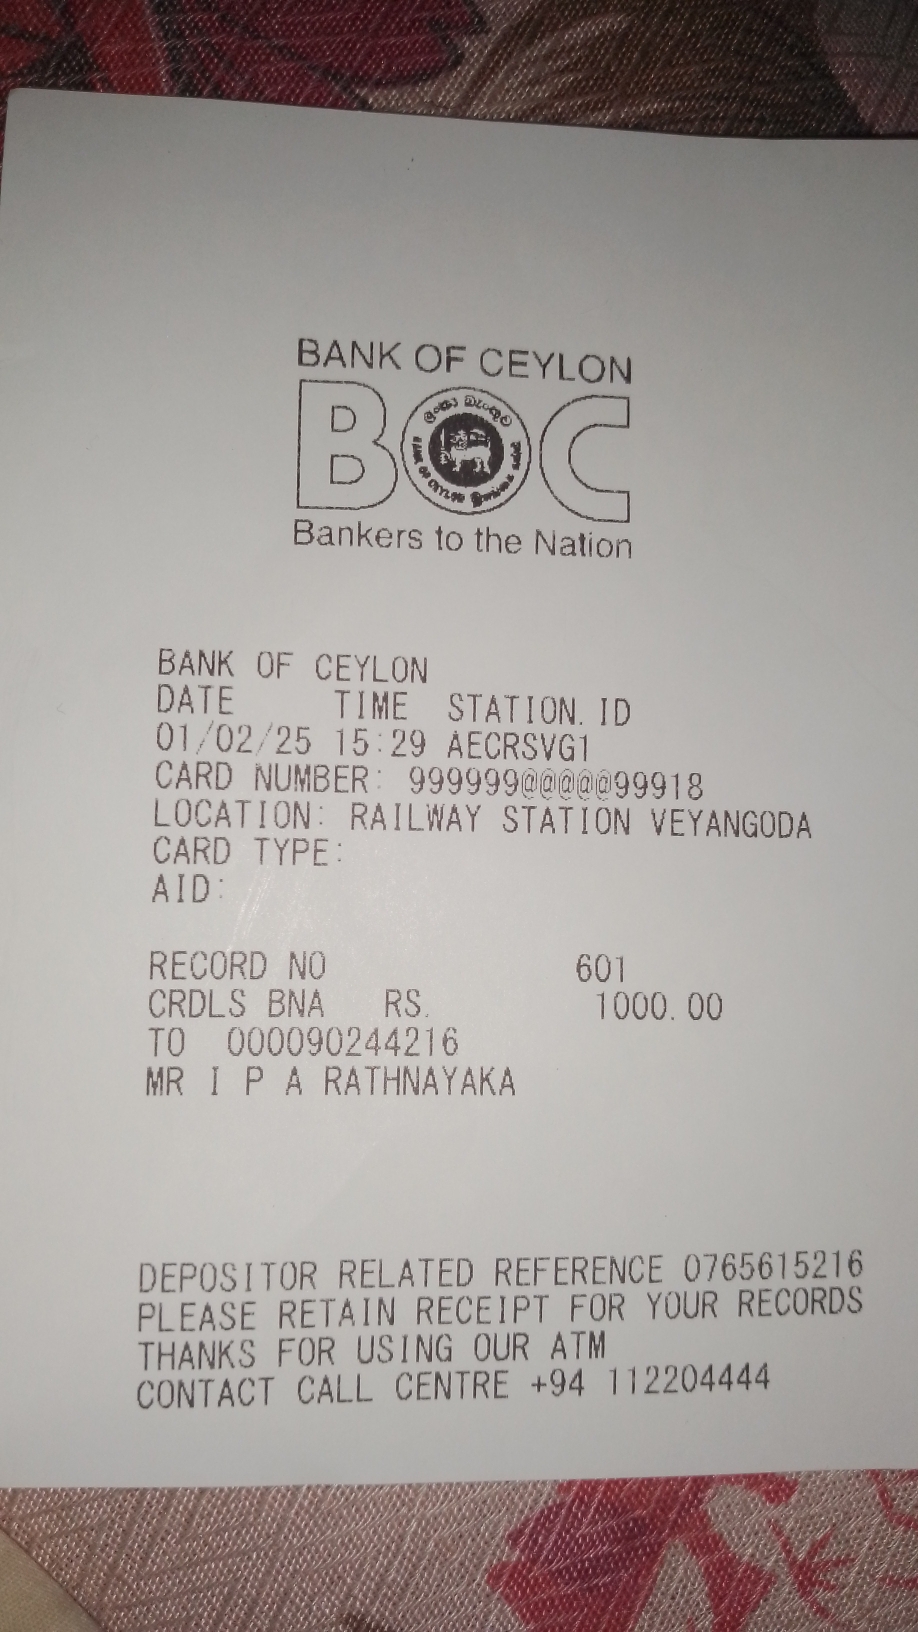 BANK OF CEYLON
BOC
ලංකා බැංකුව
BANK OF CEYLON
Bankers to the Nation
BANK OF CEYLON
DATE TIME STATION. ID
01/02/25 15:29 AECRSVG1
CARD NUMBER: 999999@@@@@99918
LOCATION: RAILWAY STATION VEYANGODA
CARD TYPE:
AID:
RECORD NO 601
CRDLS BNA RS. 1000.00
TO 000090244216
MR I P A RATHNAYAKA
DEPOSITOR RELATED REFERENCE 0765615216
PLEASE RETAIN RECEIPT FOR YOUR RECORDS
THANKS FOR USING OUR ATM
CONTACT CALL CENTRE +94 112204444